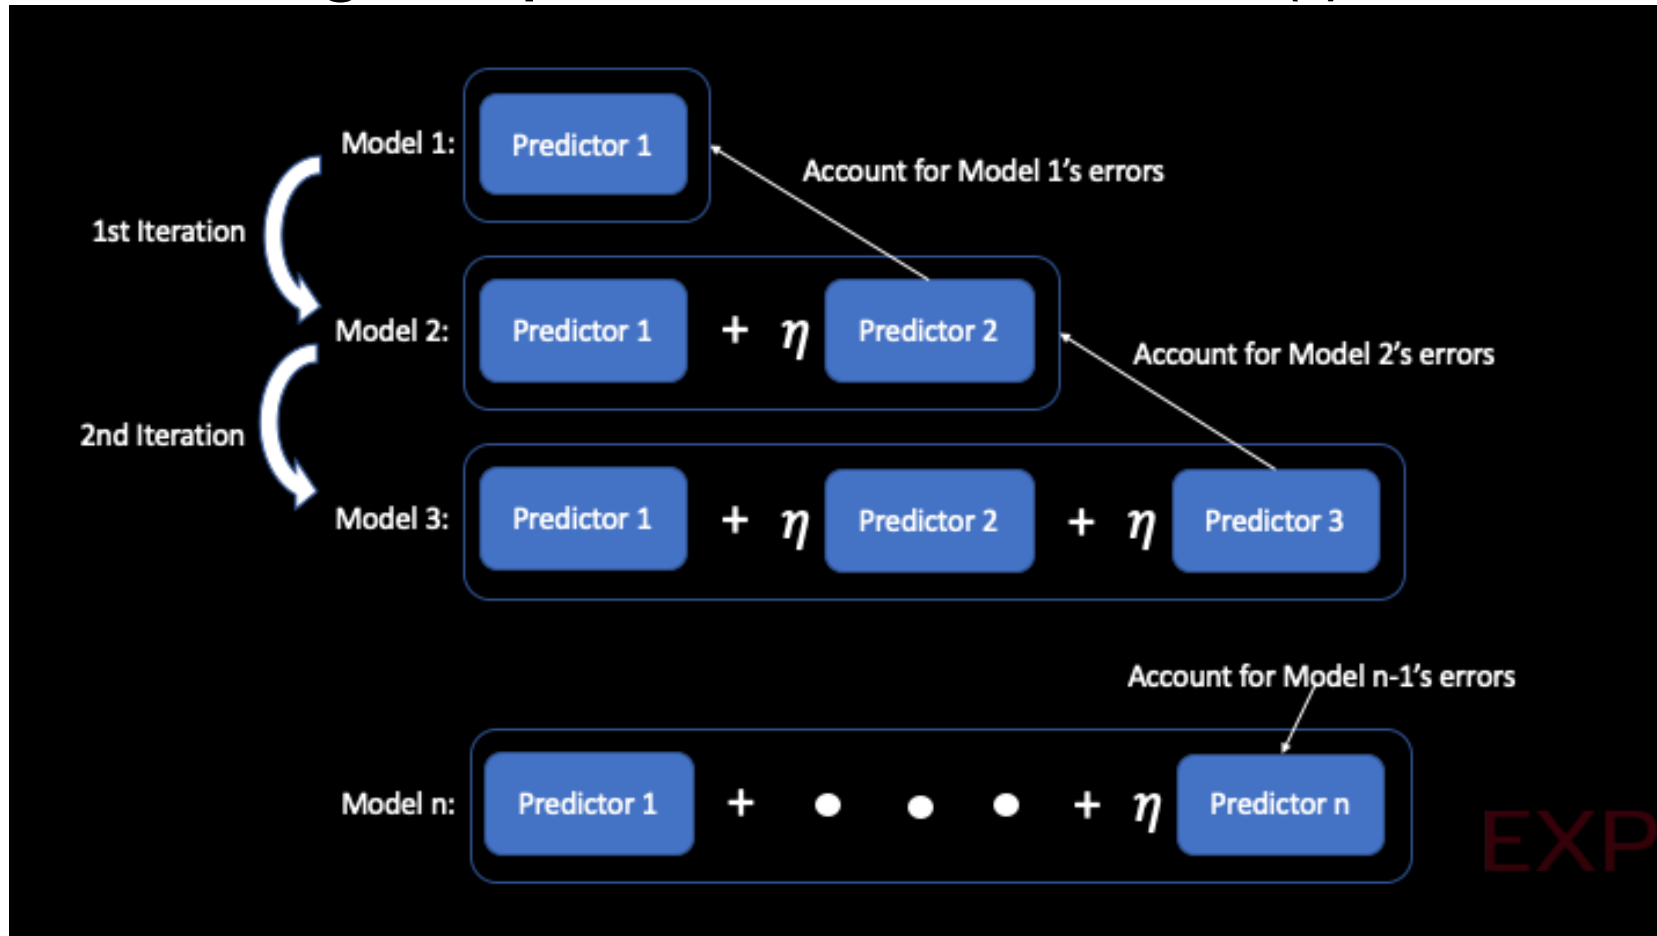 Model 1: Predictor 1
Account for Model 1's errors
1st Iteration
Model 2: Predictor 1 + η Predictor 2
Account for Model 2's errors
2nd Iteration
Model 3: Predictor 1 + η Predictor 2 + η Predictor 3
Account for Model n-1's errors
Model n: Predictor 1 + • • • + η Predictor n
EXP